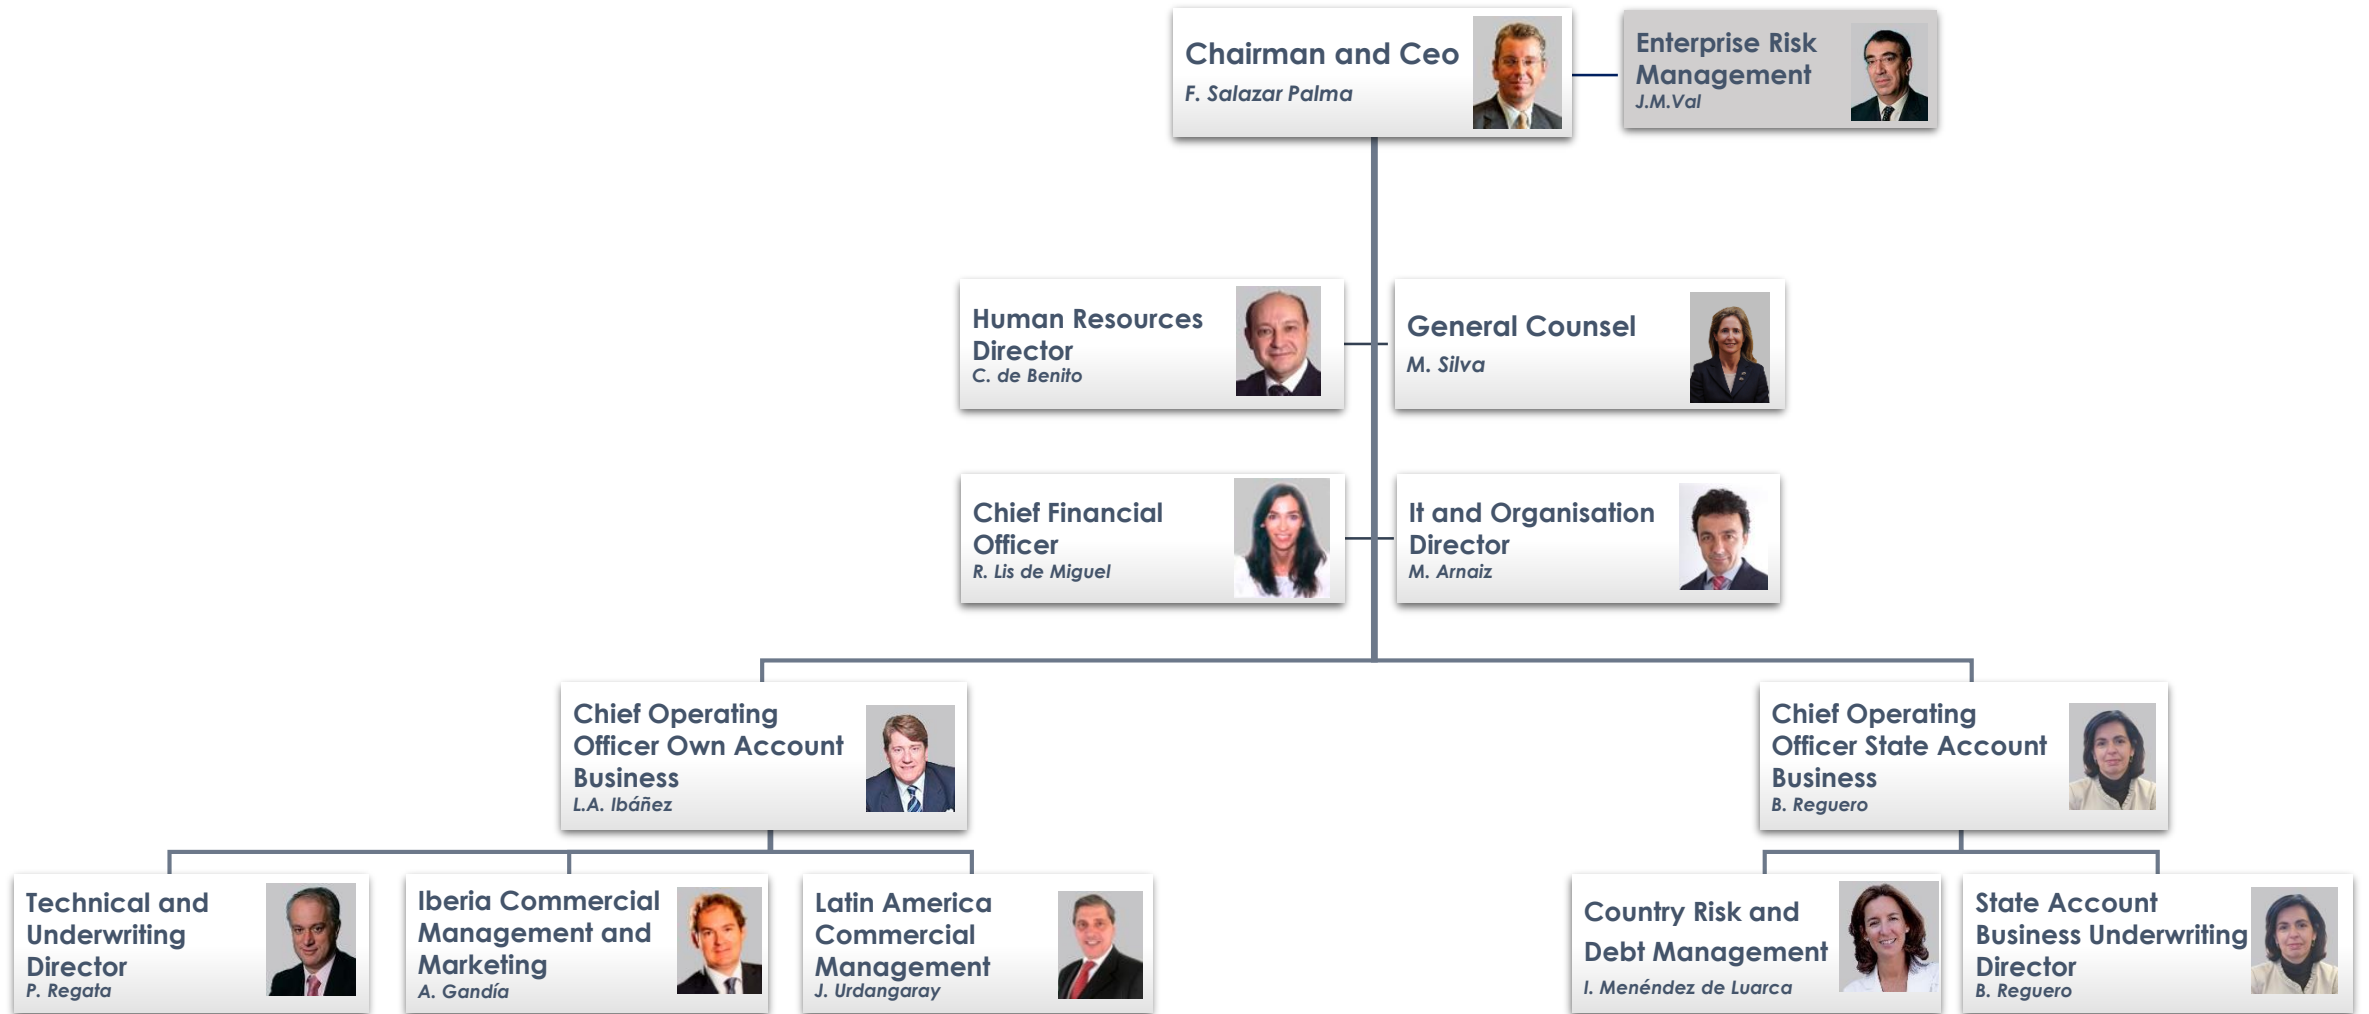 Chairman and Ceo
F. Salazar Palma
Enterprise Risk
Management
J.M.Val
Human Resources
Director
C. de Benito
General Counsel
M. Silva
Chief Financial
Officer
R. Lis de Miguel
It and Organisation
Director
M. Arnaiz
Chief Operating
Officer Own Account
Business
L.A. Ibáñez
Chief Operating
Officer State Account
Business
B. Reguero
Technical and
Underwriting
Director
P. Regata
Iberia Commercial
Management and
Marketing
A. Gandía
Latin America
Commercial
Management
J. Urdangaray
Country Risk and
Debt Management
I. Menéndez de Luarca
State Account
Business Underwriting
Director
B. Reguero